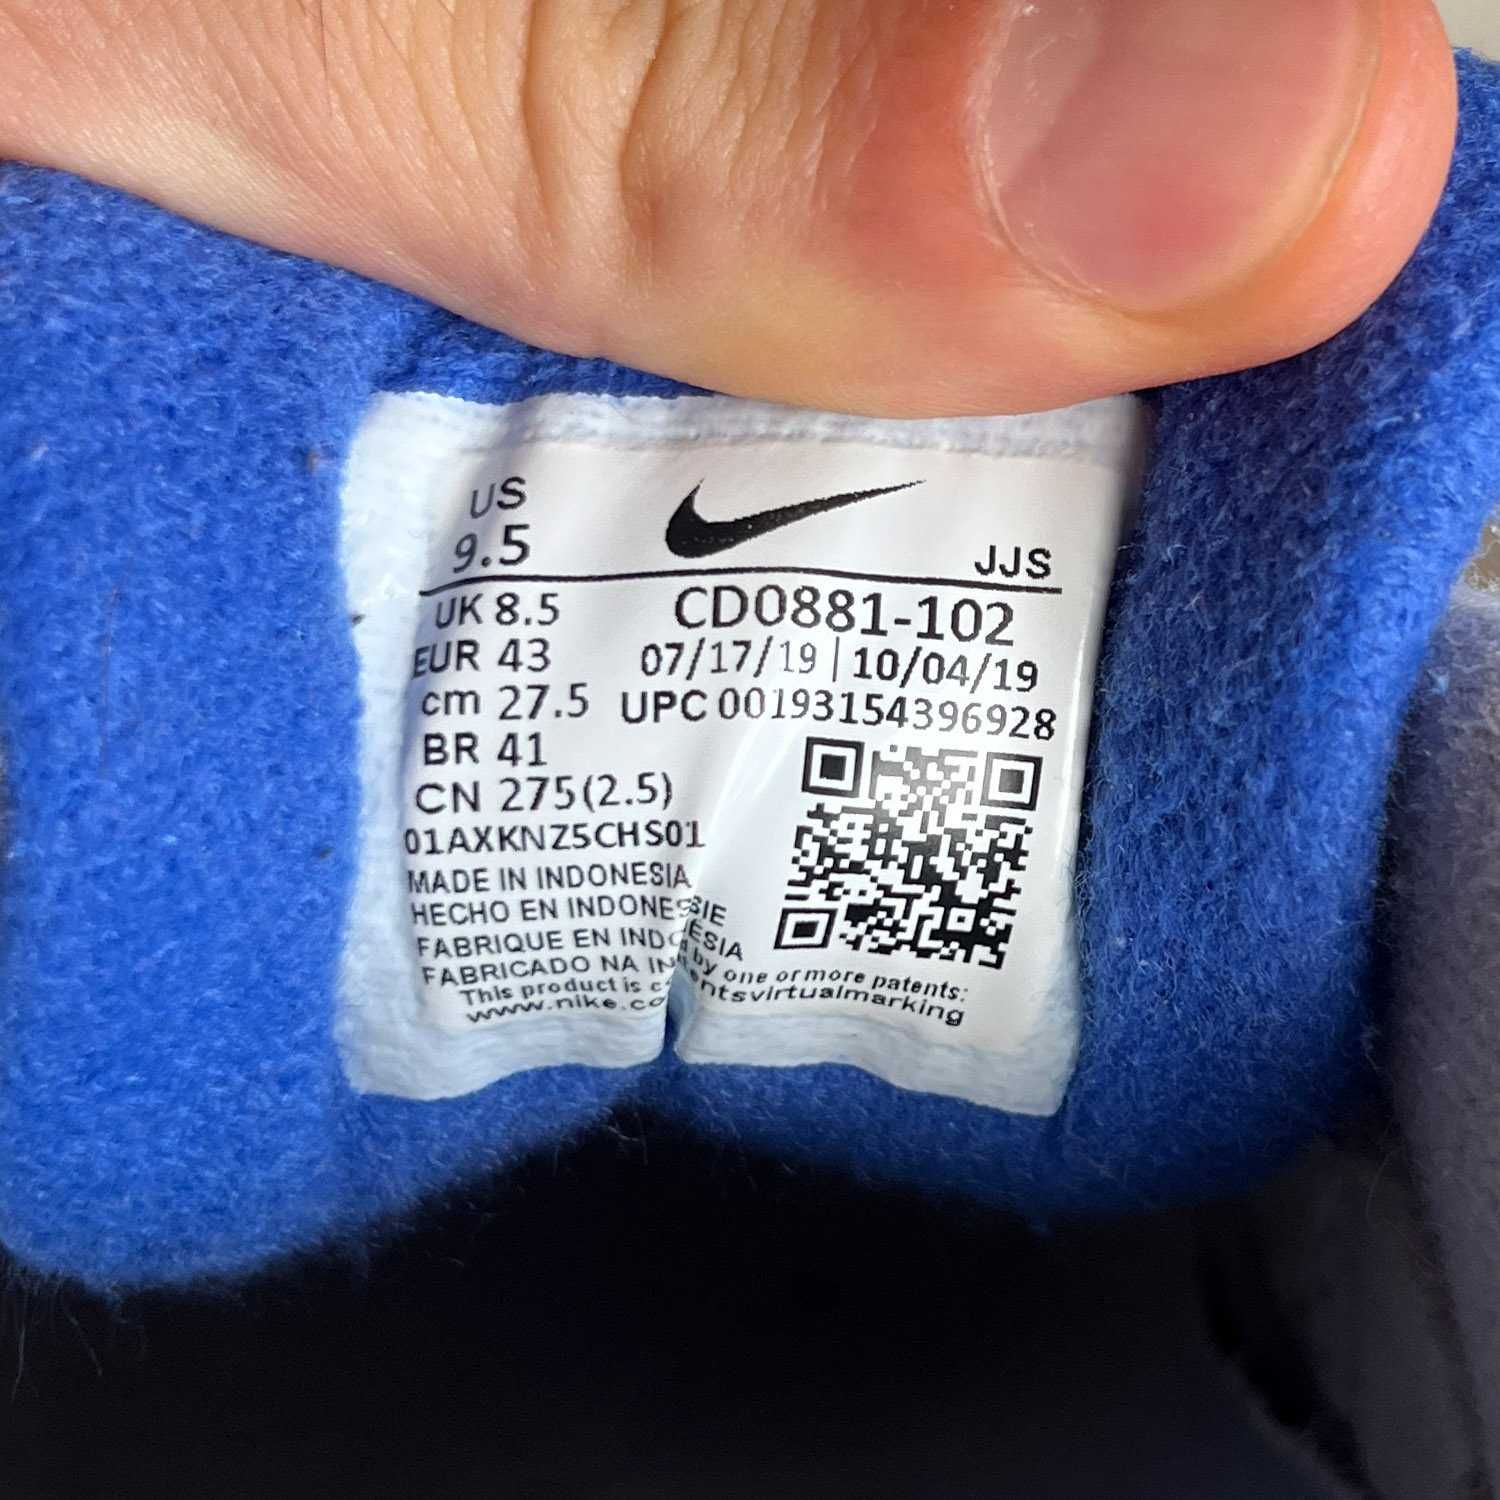 US
9.5
JJS
UK 8.5 CD0881-102
EUR 43 07/17/19 | 10/04/19
cm 27.5 UPC 00193154396928
BR 41
CN 275(2.5)
01AXKNZ5CHS01
MADE IN INDONESIA
HECHO EN INDONESIE
FABRIQUE EN INDO ESIA
FABRICADO NA IN
This product is c by one or more patents:
www.nike.co ntsvirtualmarking